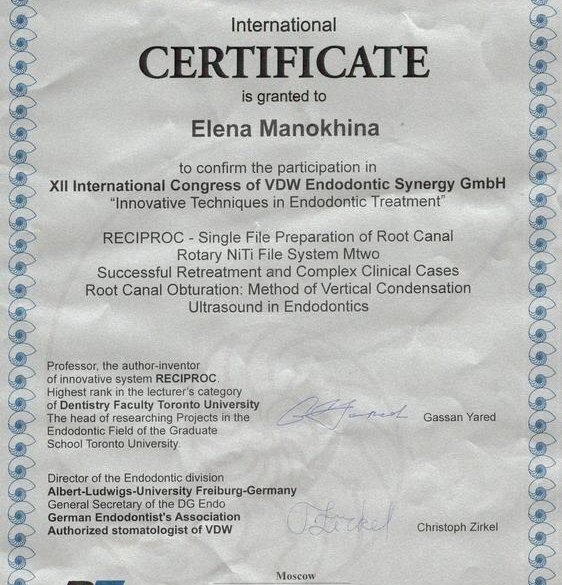 International
CERTIFICATE
is granted to
Elena Manokhina
to confirm the participation in
XII International Congress of VDW Endodontic Synergy GmbH
“Innovative Techniques in Endodontic Treatment”
RECIPROC - Single File Preparation of Root Canal
Rotary NiTi File System Mtwo
Successful Retreatment and Complex Clinical Cases
Root Canal Obturation: Method of Vertical Condensation
Ultrasound in Endodontics
Professor, the author-inventor
of innovative system RECIPROC.
Highest rank in the lecturer's category
of Dentistry Faculty Toronto University
The head of researching Projects in the
Endodontic Field of the Graduate
School Toronto University.
Gassan Yared
Director of the Endodontic division
Albert-Ludwigs-University Freiburg-Germany
General Secretary of the DG Endo
German Endodontist's Association
Authorized stomatologist of VDW
Christoph Zirkel
Moscow